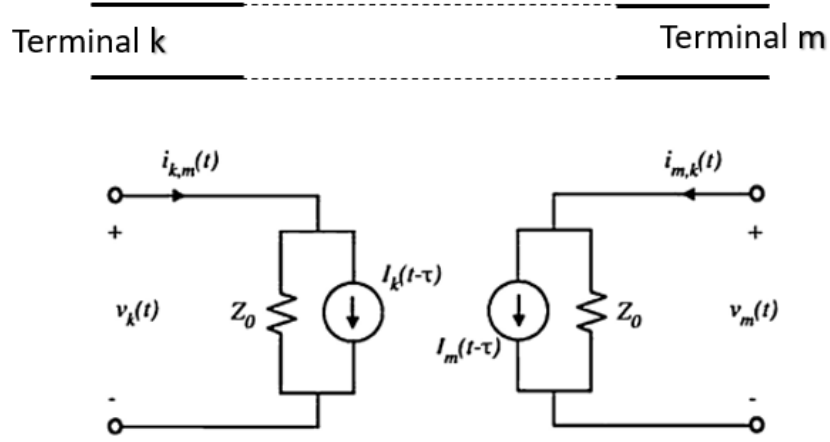 Terminal k
Terminal m
i_{k,m}(t)
i_{m,k}(t)
+
+
v_k(t)
Z_0
I_k(t-τ)
I_m(t-τ)
Z_0
v_m(t)
-
-